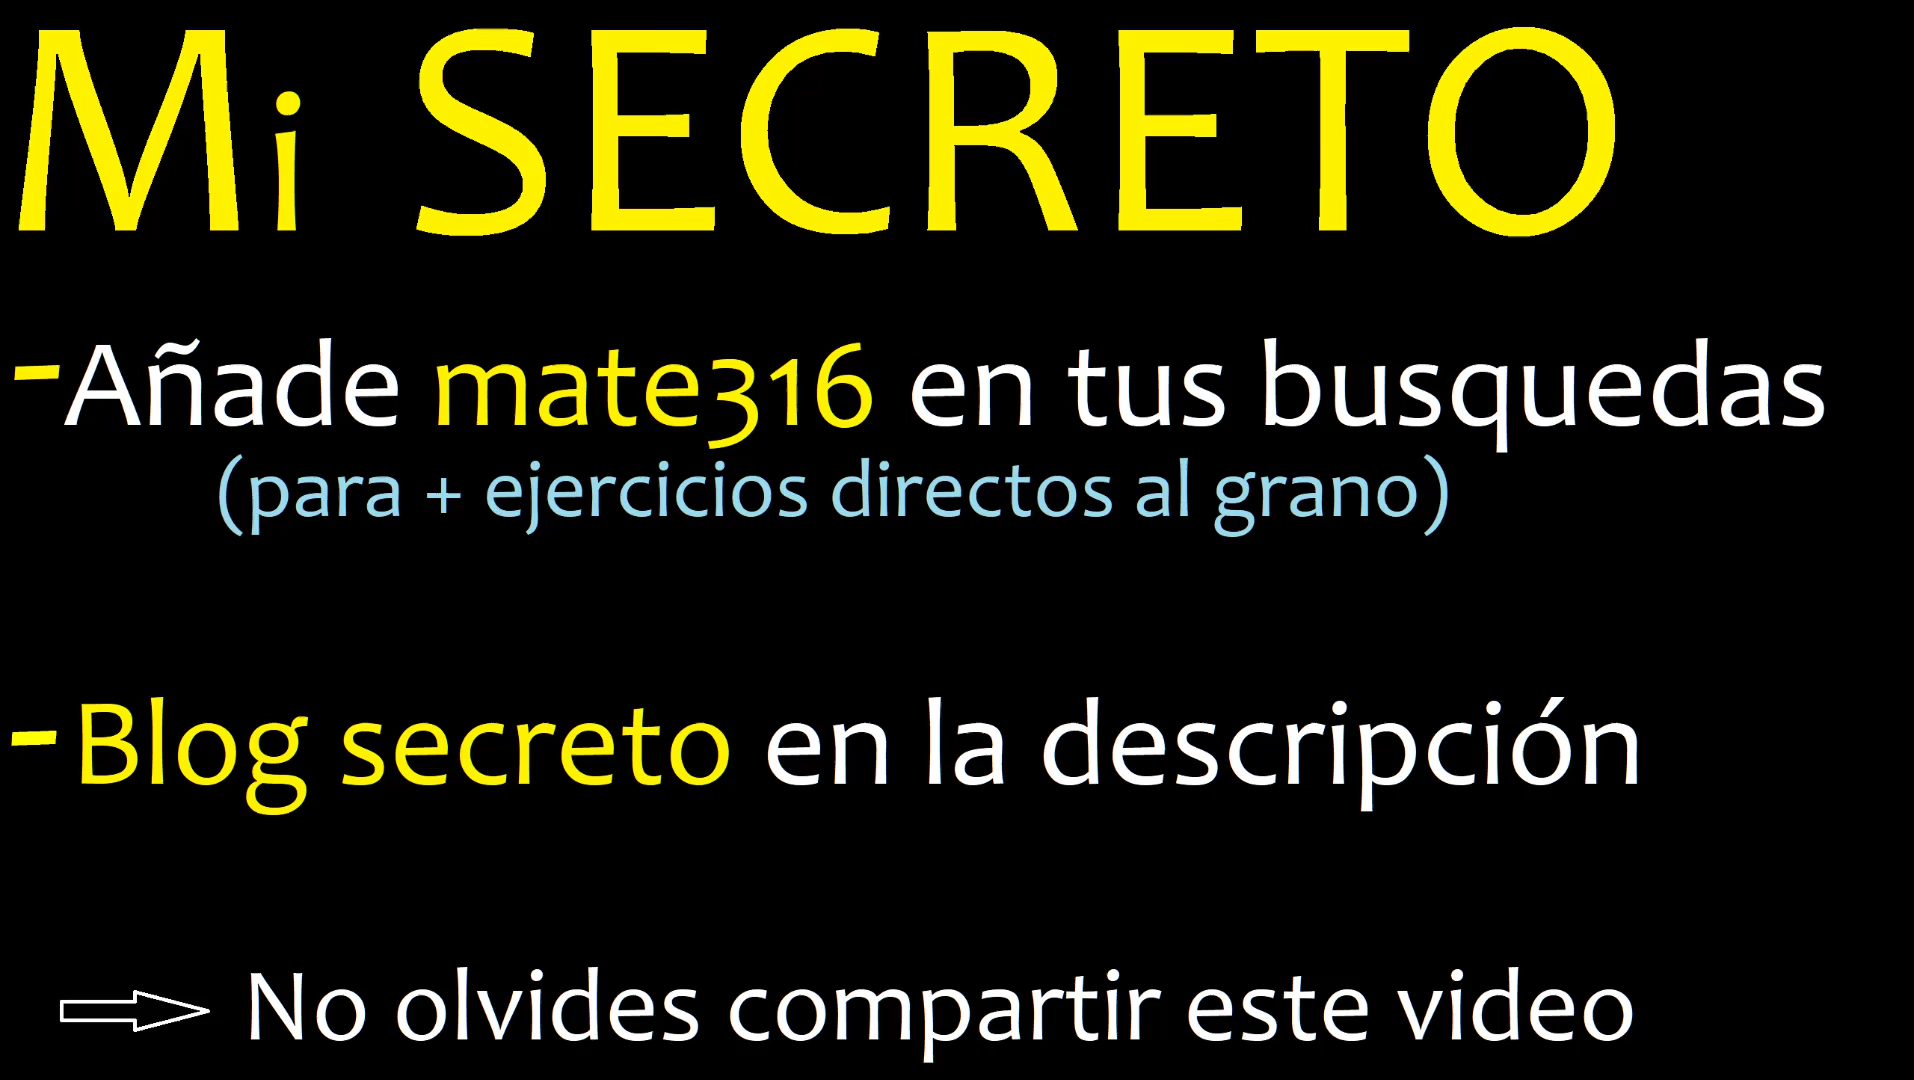 Mi SECRETO
-Añade mate316 en tus busquedas
(para + ejercicios directos al grano)
-Blog secreto en la descripción
No olvides compartir este video